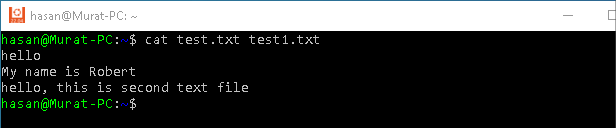 hasan@Murat-PC: ~
hasan@Murat-PC:~$ cat test.txt test1.txt
hello
My name is Robert
hello, this is second text file
hasan@Murat-PC:~$